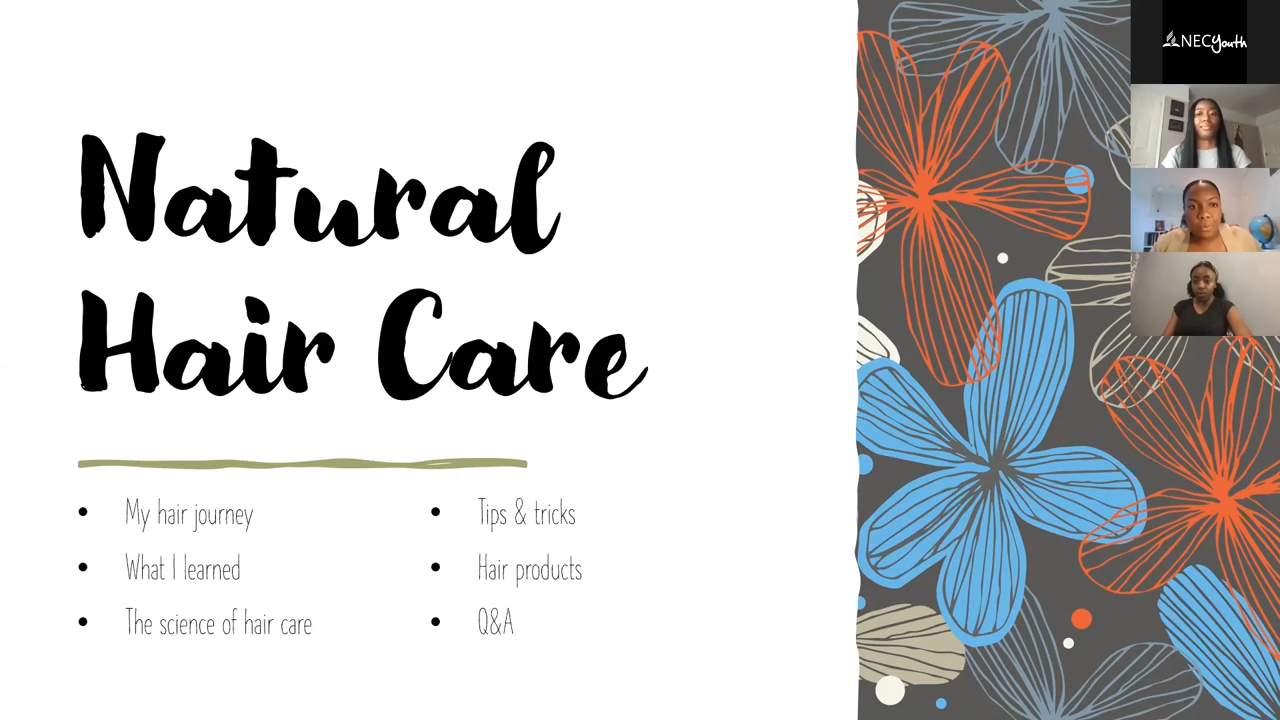 Natural
Hair Care
• My hair journey
• What I learned
• The science of hair care
• Tips & tricks
• Hair products
• Q&A
NECYouth